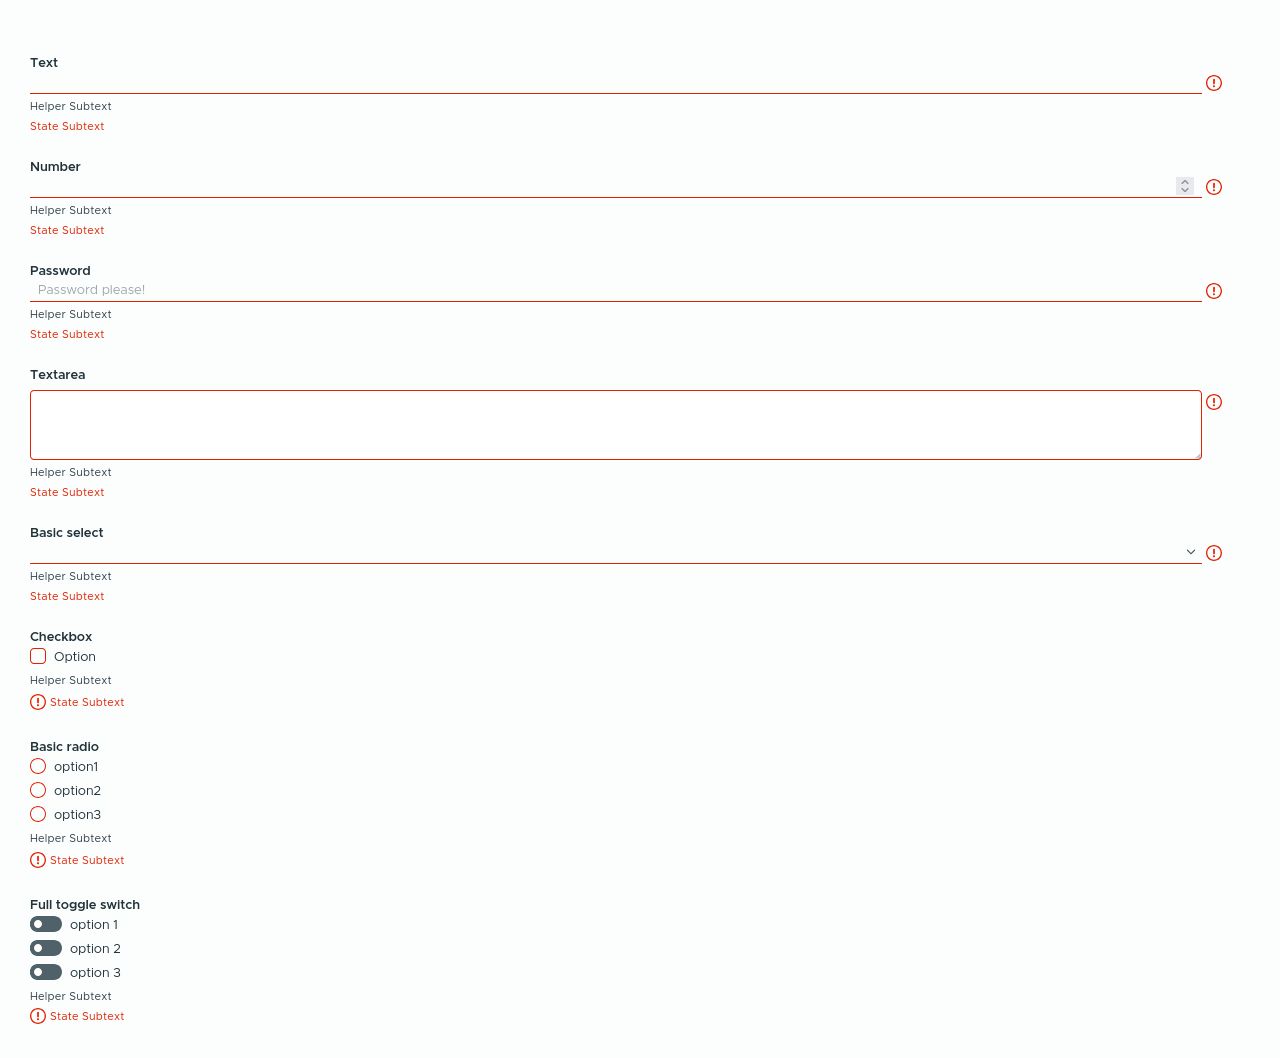 Text
Helper Subtext
State Subtext
Number
Helper Subtext
State Subtext
Password
Password please!
Helper Subtext
State Subtext
Textarea
Helper Subtext
State Subtext
Basic select
Helper Subtext
State Subtext
Checkbox
Option
Helper Subtext
State Subtext
Basic radio
option1
option2
option3
Helper Subtext
State Subtext
Full toggle switch
option 1
option 2
option 3
Helper Subtext
State Subtext